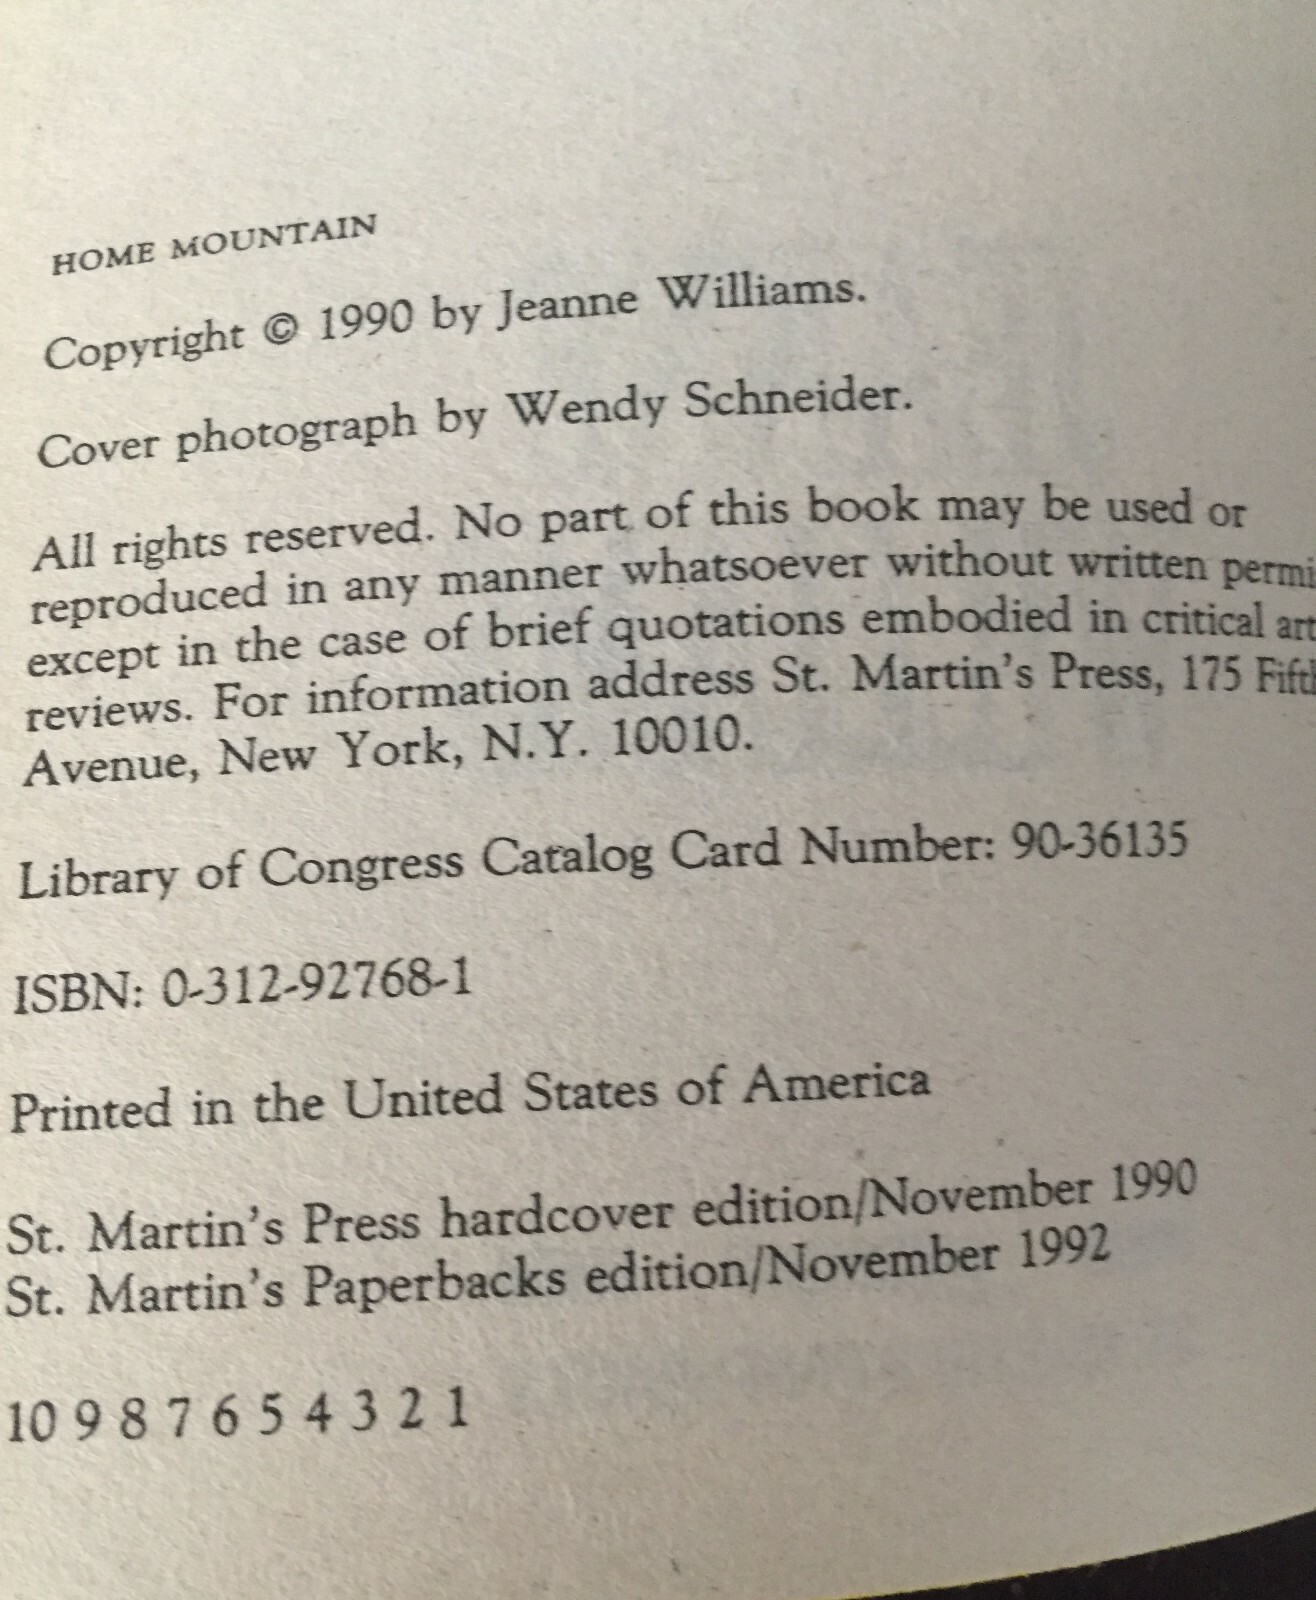 HOME MOUNTAIN
Copyright © 1990 by Jeanne Williams.
Cover photograph by Wendy Schneider.
All rights reserved. No part of this book may be used or
reproduced in any manner whatsoever without written permi
except in the case of brief quotations embodied in critical art
reviews. For information address St. Martin's Press, 175 Fifth
Avenue, New York, N.Y. 10010.
Library of Congress Catalog Card Number: 90-36135
ISBN: 0-312-92768-1
Printed in the United States of America
St. Martin's Press hardcover edition/November 1990
St. Martin's Paperbacks edition/November 1992
10 9 8 7 6 5 4 3 2 1